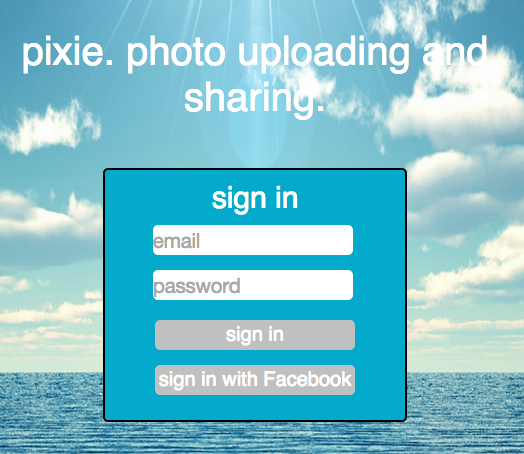 pixie. photo uploading and
sharing.
sign in
email
password
sign in
sign in with Facebook